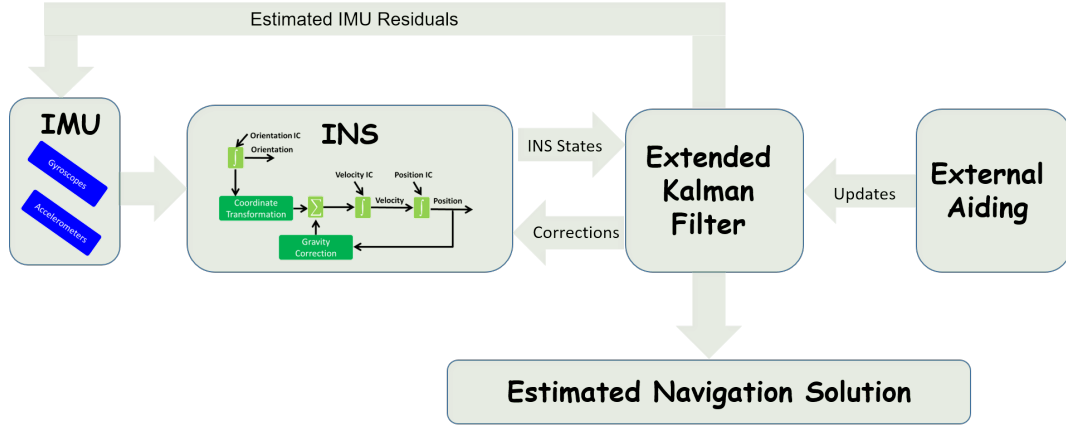 Estimated IMU Residuals
IMU
Gyroscopes
Accelerometers
INS
Orientation IC
Orientation
∫
Coordinate
Transformation
∑
Velocity IC
∫
Velocity
Position IC
∫
Position
Gravity
Correction
INS States
Corrections
Extended
Kalman
Filter
Updates
External
Aiding
Estimated Navigation Solution